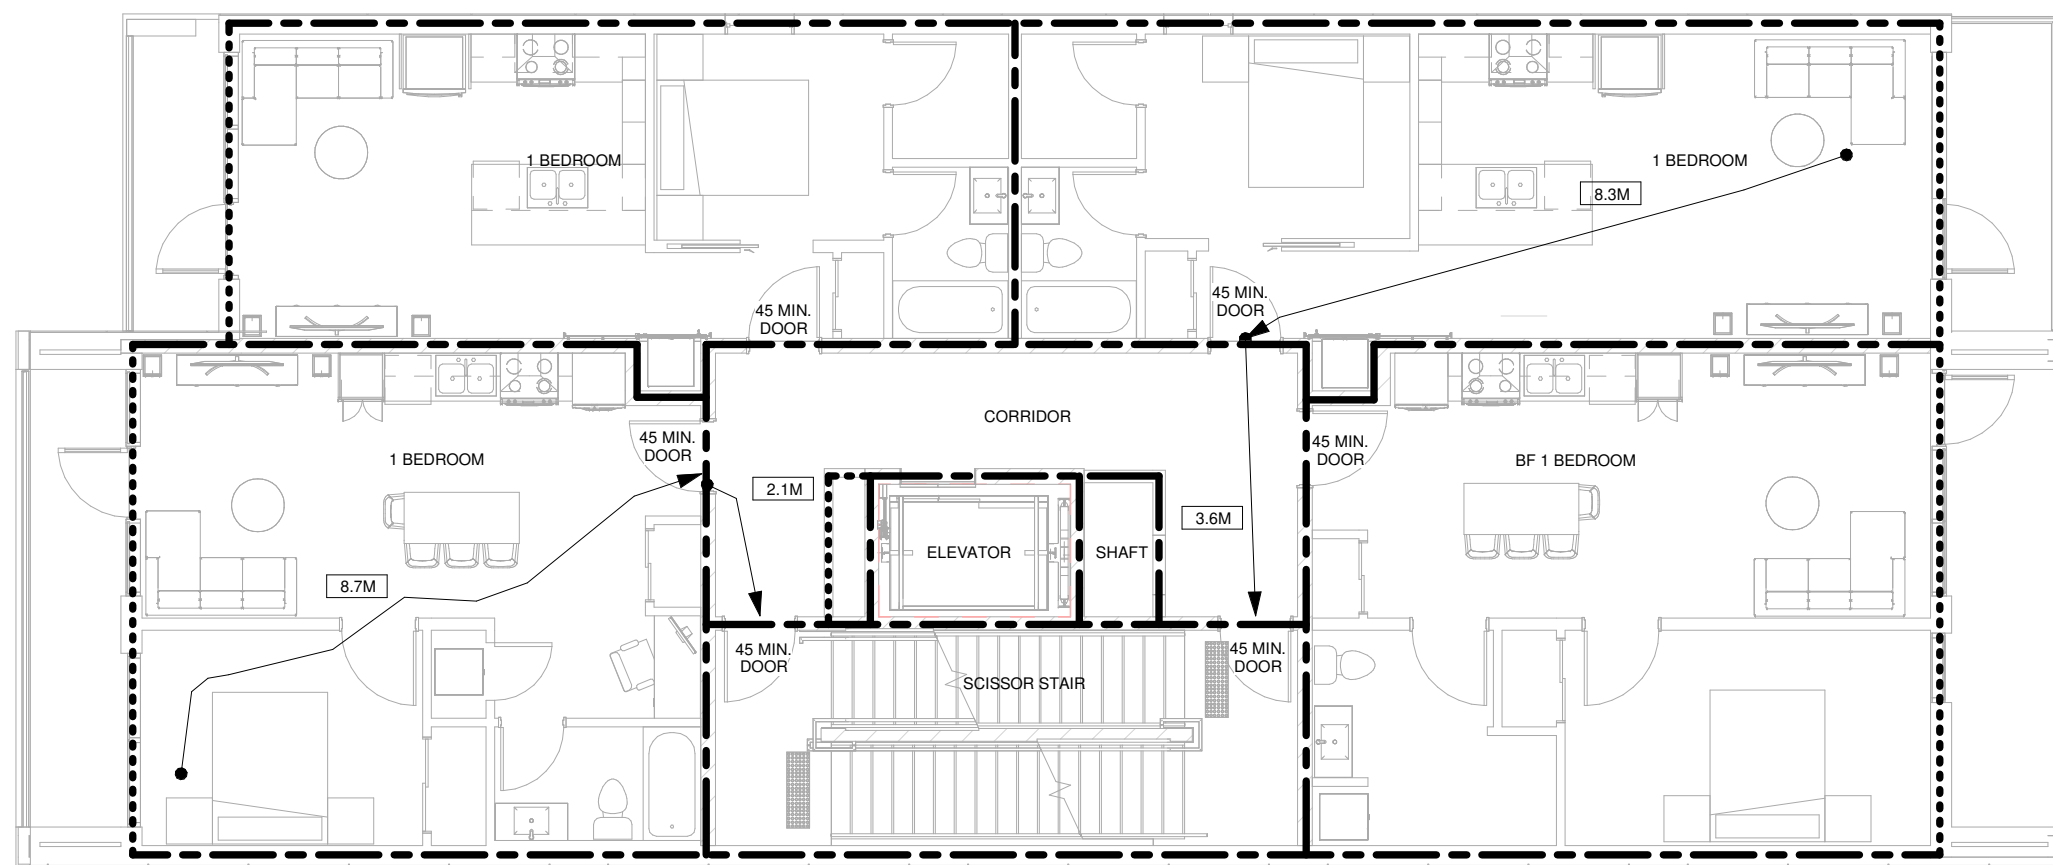 1 BEDROOM
1 BEDROOM
8.3M
45 MIN.
DOOR
45 MIN.
DOOR
CORRIDOR
45 MIN.
DOOR
45 MIN.
DOOR
1 BEDROOM
BF 1 BEDROOM
2.1M
3.6M
ELEVATOR
SHAFT
8.7M
45 MIN.
DOOR
45 MIN.
DOOR
SCISSOR STAIR